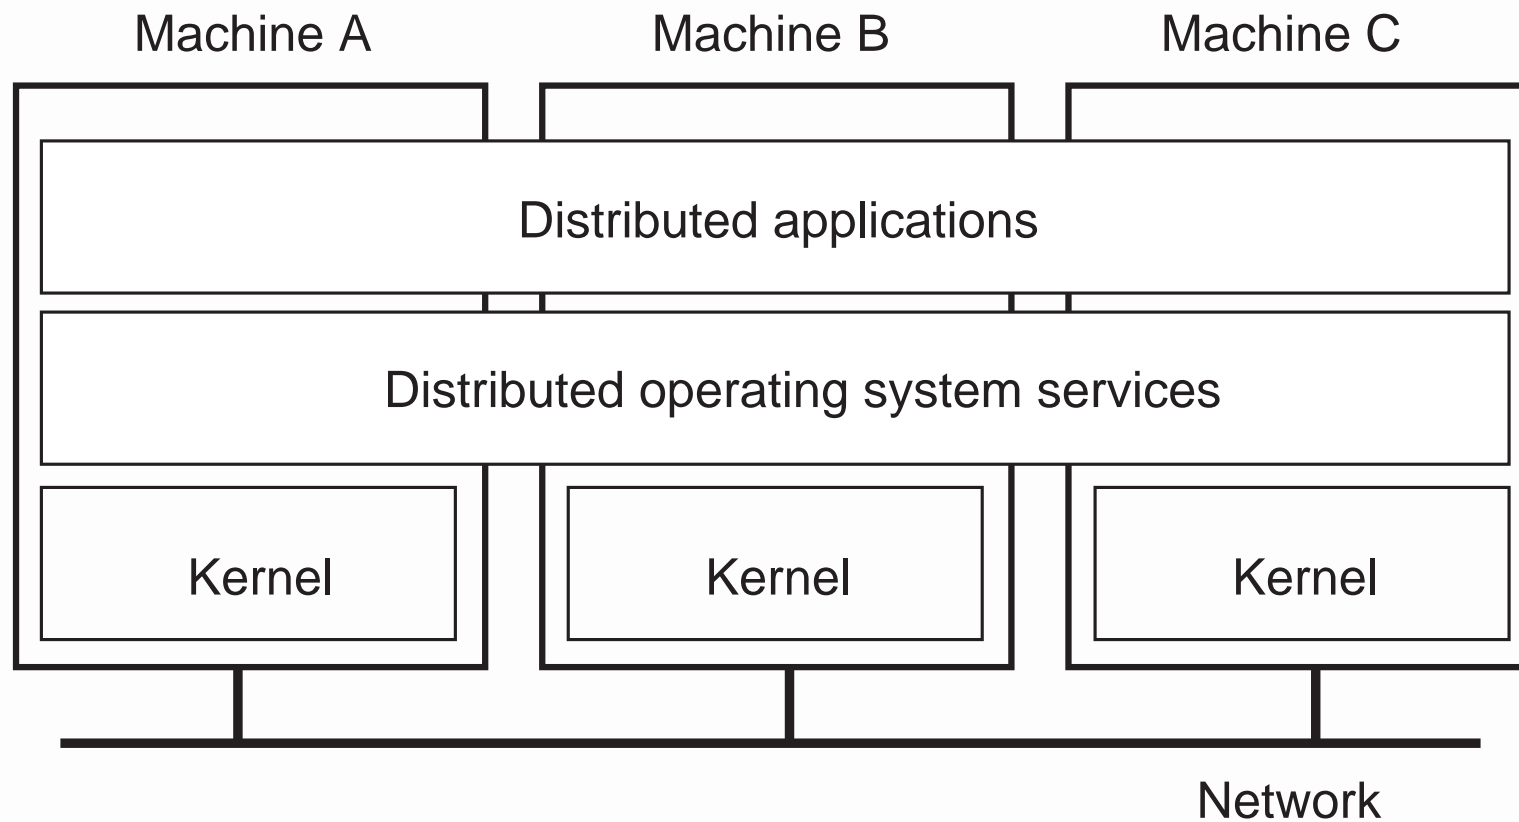 Machine A
Machine B
Machine C
Distributed applications
Distributed operating system services
Kernel
Kernel
Kernel
Network